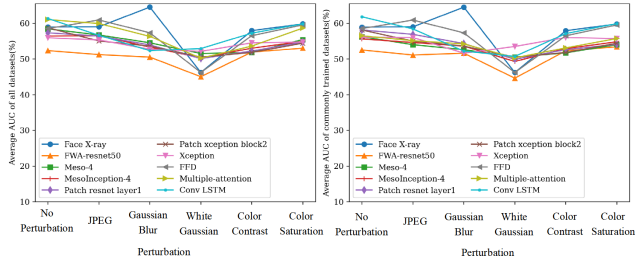 Average AUC of all datasets(%)
60
50
40
30
20
10
Face X-ray
FWA-resnet50
Meso-4
MesoInception-4
Patch resnet layer1
Patch xception block2
Xception
FFD
Multiple-attention
Conv LSTM
No
Perturbation
JPEG
Gaussian
Blur
White
Gaussian
Color
Contrast
Color
Saturation
Perturbation
Average AUC of commonly trained datasets(%)
60
50
40
30
20
10
Face X-ray
FWA-resnet50
Meso-4
MesoInception-4
Patch resnet layer1
Patch xception block2
Xception
FFD
Multiple-attention
Conv LSTM
No
Perturbation
JPEG
Gaussian
Blur
White
Gaussian
Color
Contrast
Color
Saturation
Perturbation